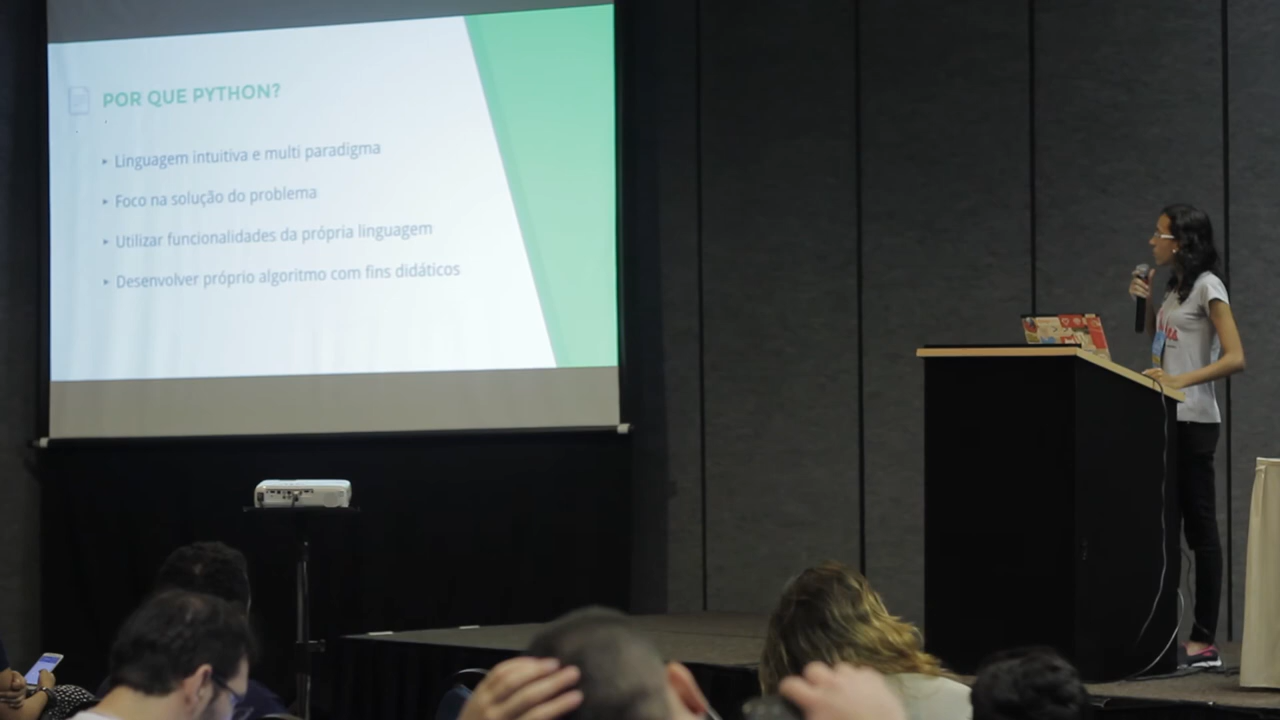 POR QUE PYTHON?
▸ Linguagem intuitiva e multi paradigma
▸ Foco na solução do problema
▸ Utilizar funcionalidades da própria linguagem
▸ Desenvolver próprio algoritmo com fins didáticos